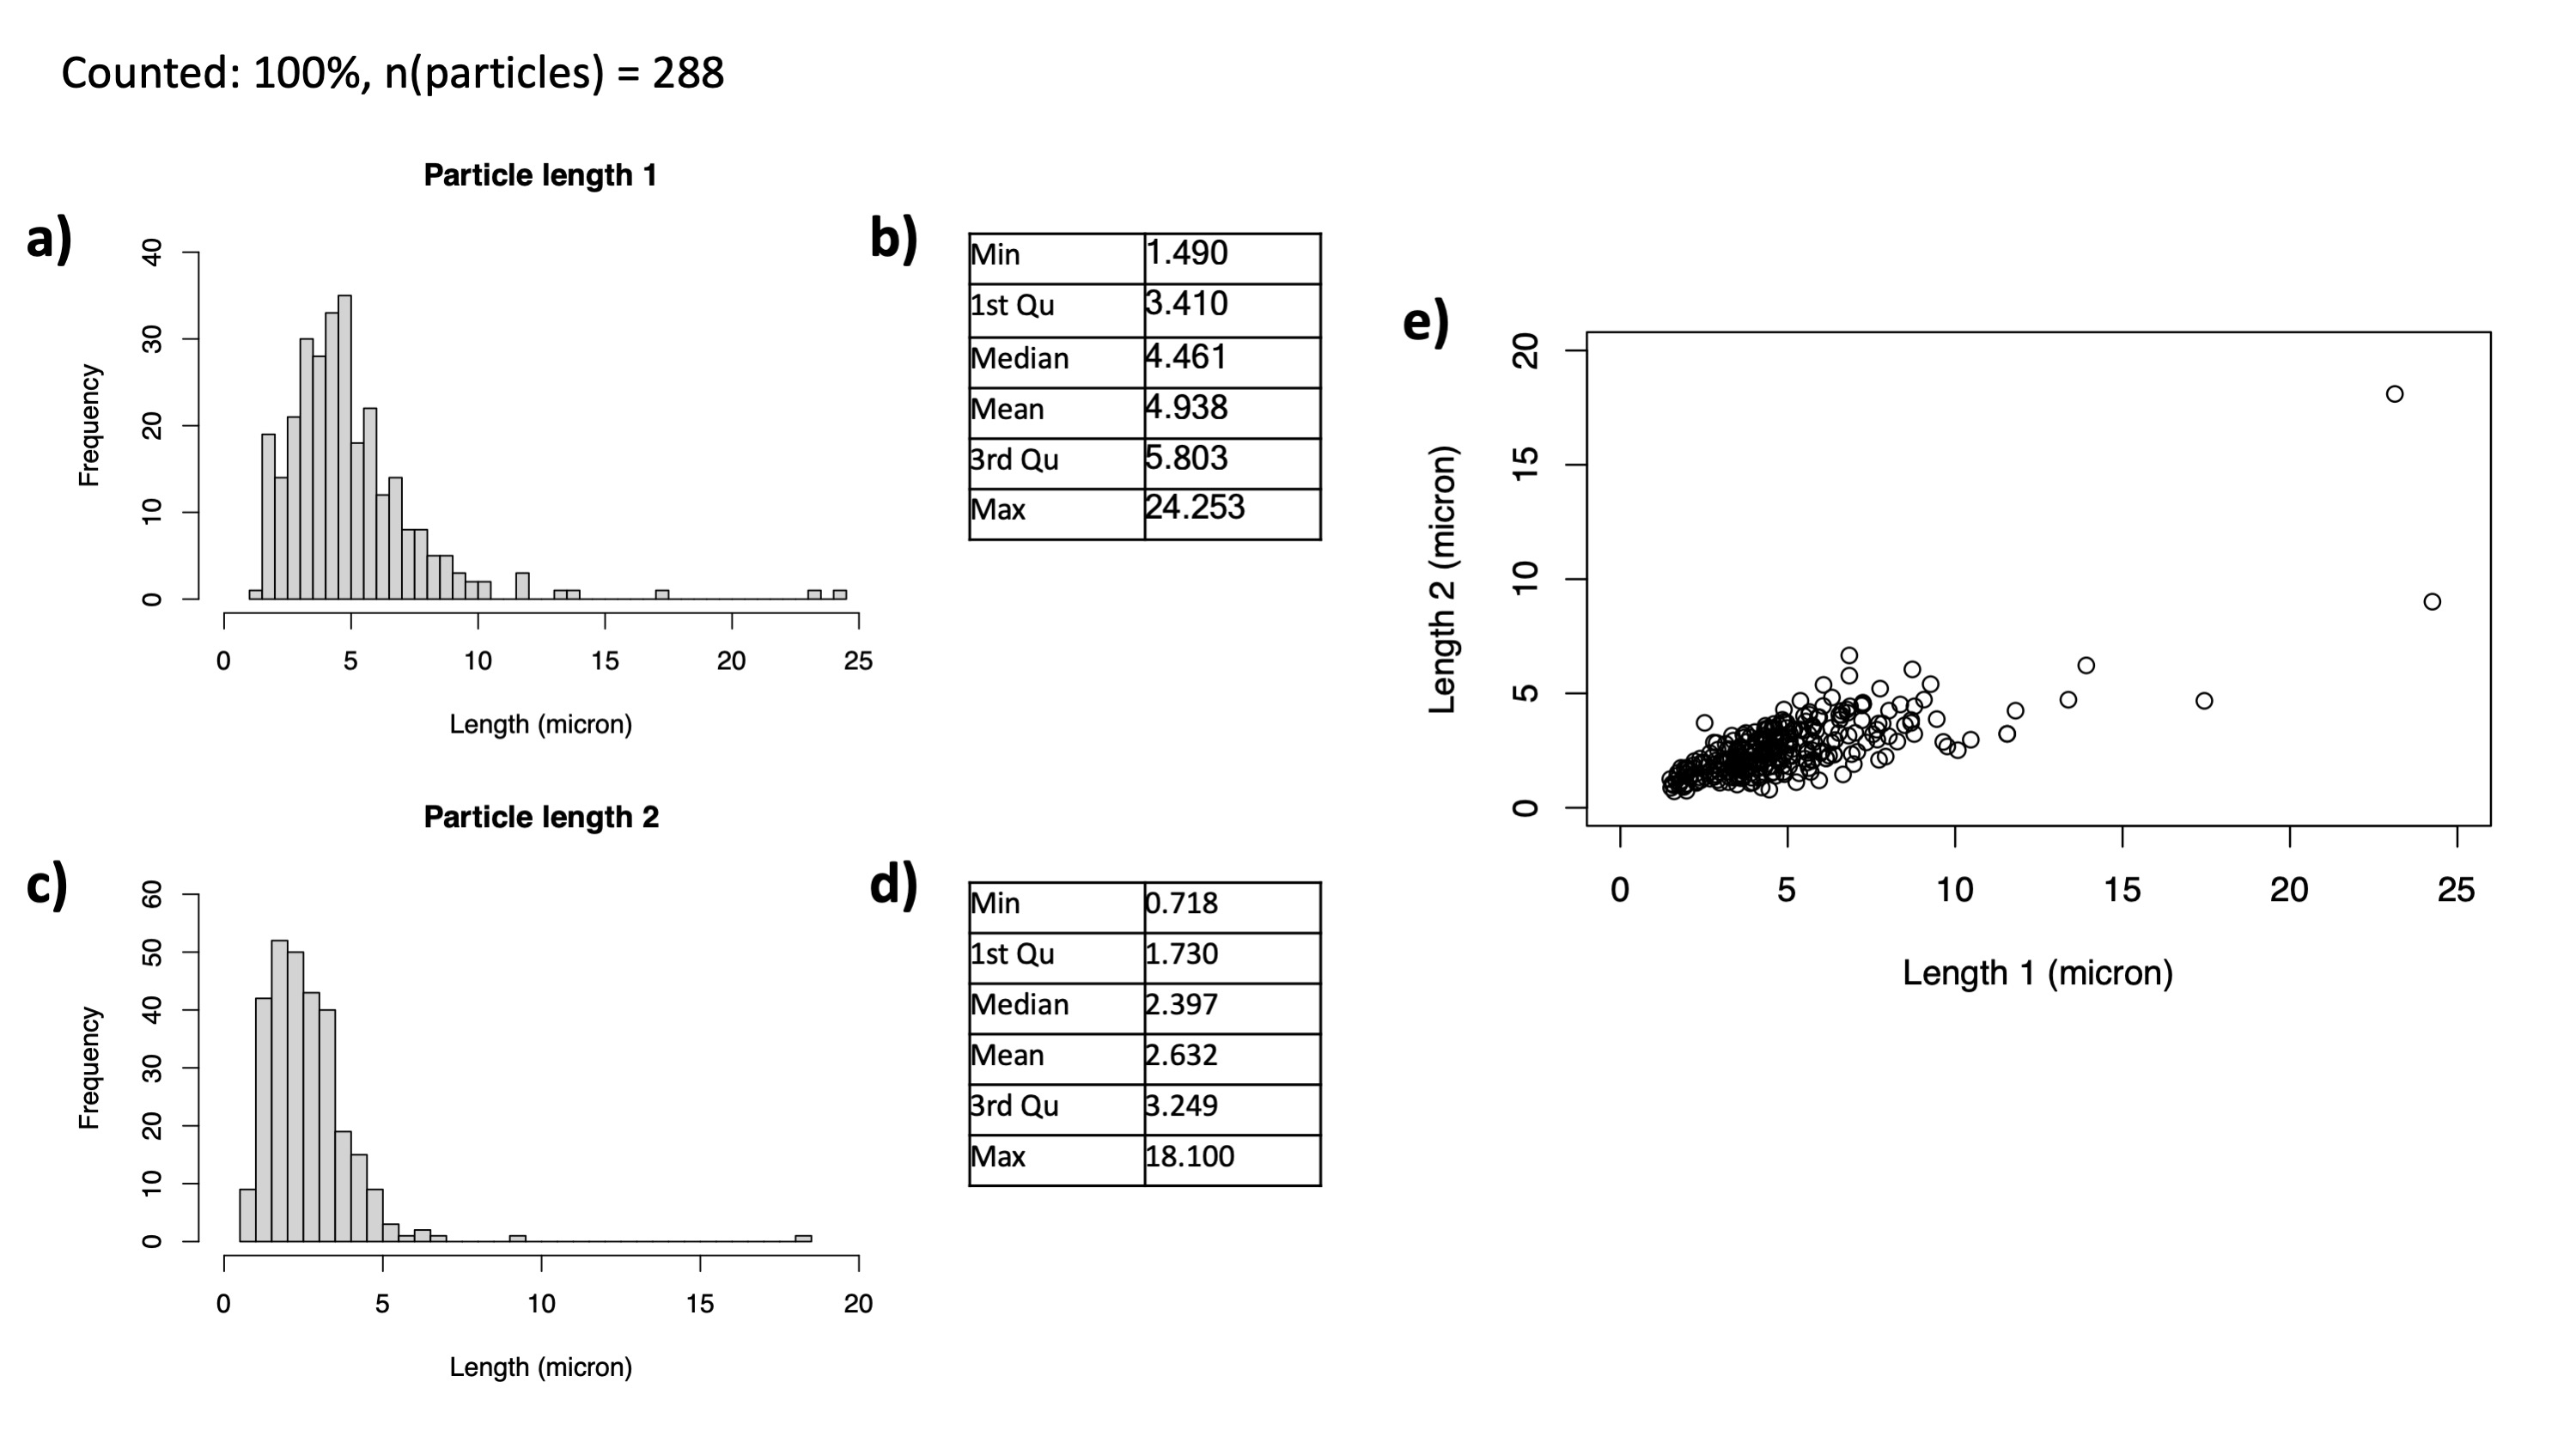 Counted: 100%, n(particles) = 288
Particle length 1
a)
Frequency
0 10 20 30 40
0 5 10 15 20 25
Length (micron)
b)
Min 1.490
1st Qu 3.410
Median 4.461
Mean 4.938
3rd Qu 5.803
Max 24.253
Particle length 2
c)
Frequency
0 10 20 30 40 50 60
0 5 10 15 20
Length (micron)
d)
Min 0.718
1st Qu 1.730
Median 2.397
Mean 2.632
3rd Qu 3.249
Max 18.100
e)
Length 2 (micron)
0 5 10 15 20
0 5 10 15 20 25
Length 1 (micron)